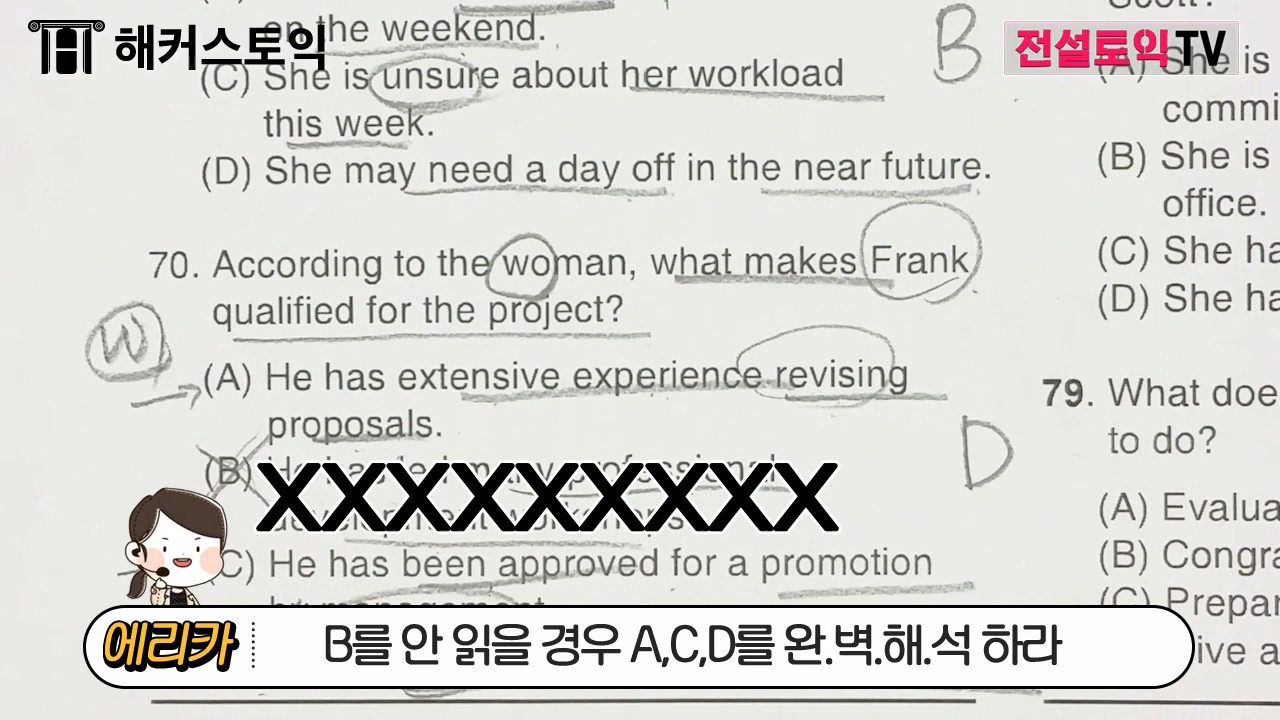 해커스토익
전설토익TV
on the weekend.
(C) She is unsure about her workload
this week.
(D) She may need a day off in the near future.
B
70. According to the woman, what makes Frank
qualified for the project?
W
(A) He has extensive experience revising
proposals.
(B)
XXXXXXXXX
(C) He has been approved for a promotion
(A) She is
commi
(B) She is
office.
(C) She ha
(D) She ha
79. What doe
to do?
D
(A) Evalua
(B) Congra
(C) Prepar
ive a
에리카
B를 안 읽을 경우 A,C,D를 완.벽.해.석 하라